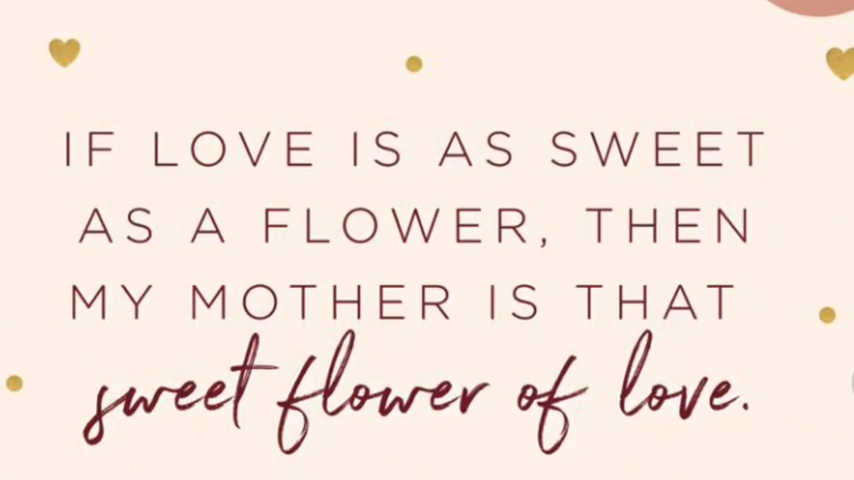 IF LOVE IS AS SWEET
AS A FLOWER, THEN
MY MOTHER IS THAT
sweet flower of love.